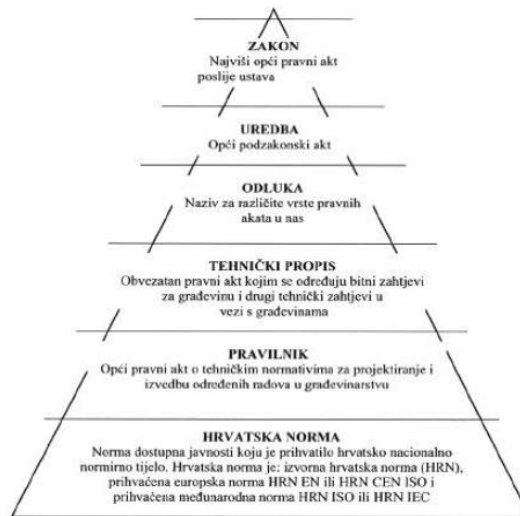 ZAKON
Najviši opći pravni akt
poslije ustava
UREDBA
Opći podzakonski akt
ODLUKA
Naziv za različite vrste pravnih
akata u nas
TEHNIČKI PROPIS
Obvezatan pravni akt kojim se određuju bitni zahtjevi
za građevinu i drugi tehnički zahtjevi u
vezi s građevinama
PRAVILNIK
Opći pravni akt o tehničkim normativima za projektiranje i
izvedbu određenih radova u građevinarstvu
HRVATSKA NORMA
Norma dostupna javnosti koju je prihvatilo hrvatsko nacionalno
normirno tijelo. Hrvatska norma je: izvorna hrvatska norma (HRN),
prihvaćena europska norma HRN EN ili HRN CEN ISO i
prihvaćena međunarodna norma HRN ISO ili HRN IEC